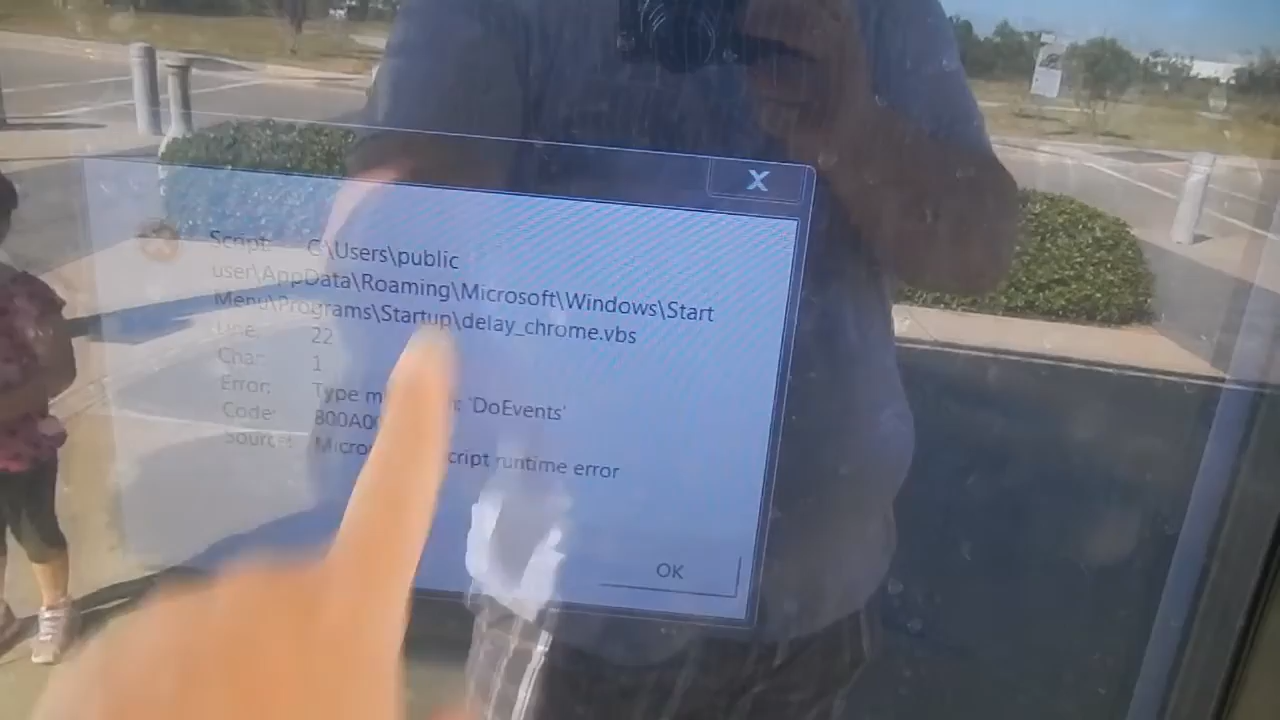 X
Script: C:\Users\public
user\AppData\Roaming\Microsoft\Windows\Start
Menu\Programs\Startup\delay_chrome.vbs
Line: 22
Char: 1
Error: Type 'DoEvents'
Code: 800A0
Source: runtime error
OK